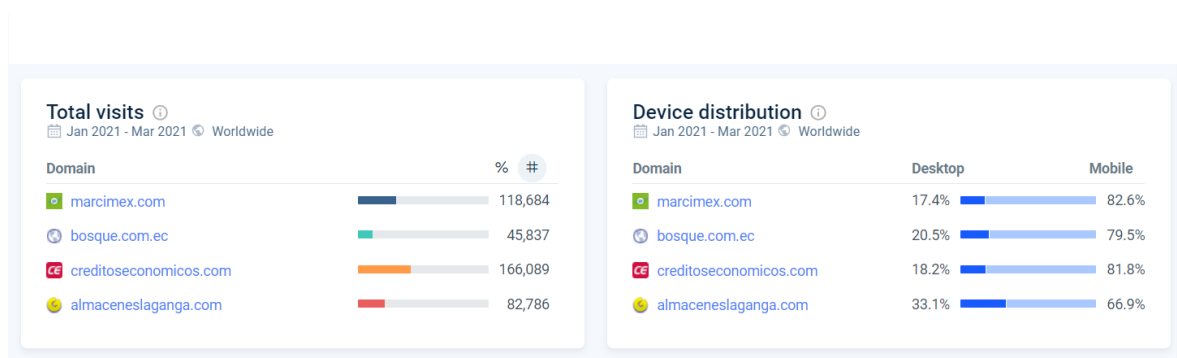 Total visits
Jan 2021 - Mar 2021 Worldwide
Domain % #
marcimex.com 118,684
bosque.com.ec 45,837
CE creditoseconomicos.com 166,089
almaceneslaganga.com 82,786
Device distribution
Jan 2021 - Mar 2021 Worldwide
Domain Desktop Mobile
marcimex.com 17.4% 82.6%
bosque.com.ec 20.5% 79.5%
CE creditoseconomicos.com 18.2% 81.8%
almaceneslaganga.com 33.1% 66.9%